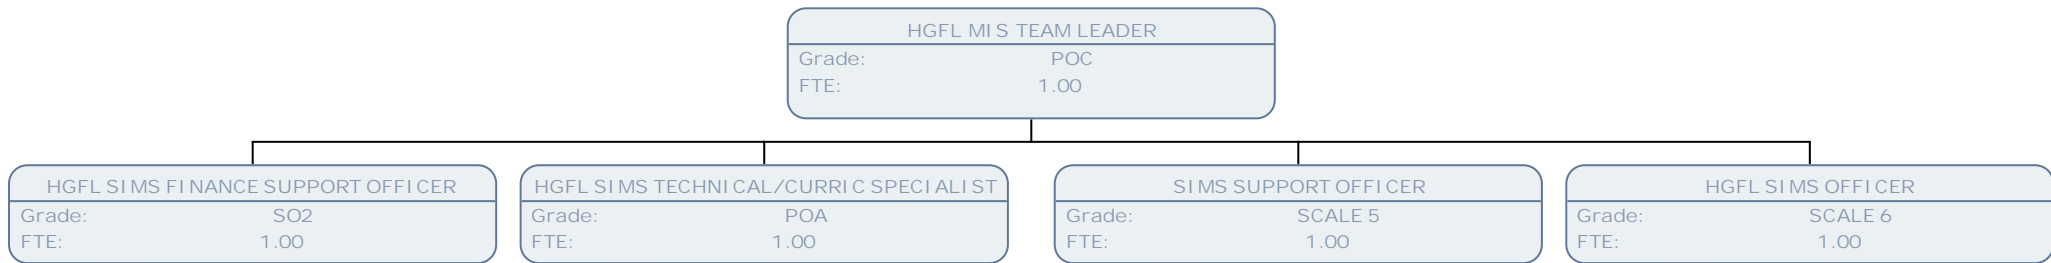 HGFL MIS TEAM LEADER
Grade: POC
FTE: 1.00
HGFL SIMS FINANCE SUPPORT OFFICER
Grade: SO2
FTE: 1.00
HGFL SIMS TECHNICAL/CURRIC SPECIALIST
Grade: POA
FTE: 1.00
SIMS SUPPORT OFFICER
Grade: SCALE 5
FTE: 1.00
HGFL SIMS OFFICER
Grade: SCALE 6
FTE: 1.00